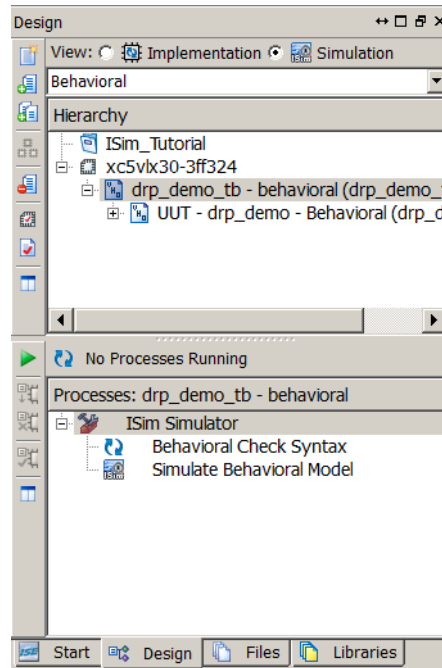 Design
View: Implementation Simulation
Behavioral
Hierarchy
ISim_Tutorial
xc5vlx30-3ff324
drp_demo_tb - behavioral (drp_demo_
UUT - drp_demo - Behavioral (drp_d
No Processes Running
Processes: drp_demo_tb - behavioral
ISim Simulator
Behavioral Check Syntax
Simulate Behavioral Model
ISE Start Design Files Libraries